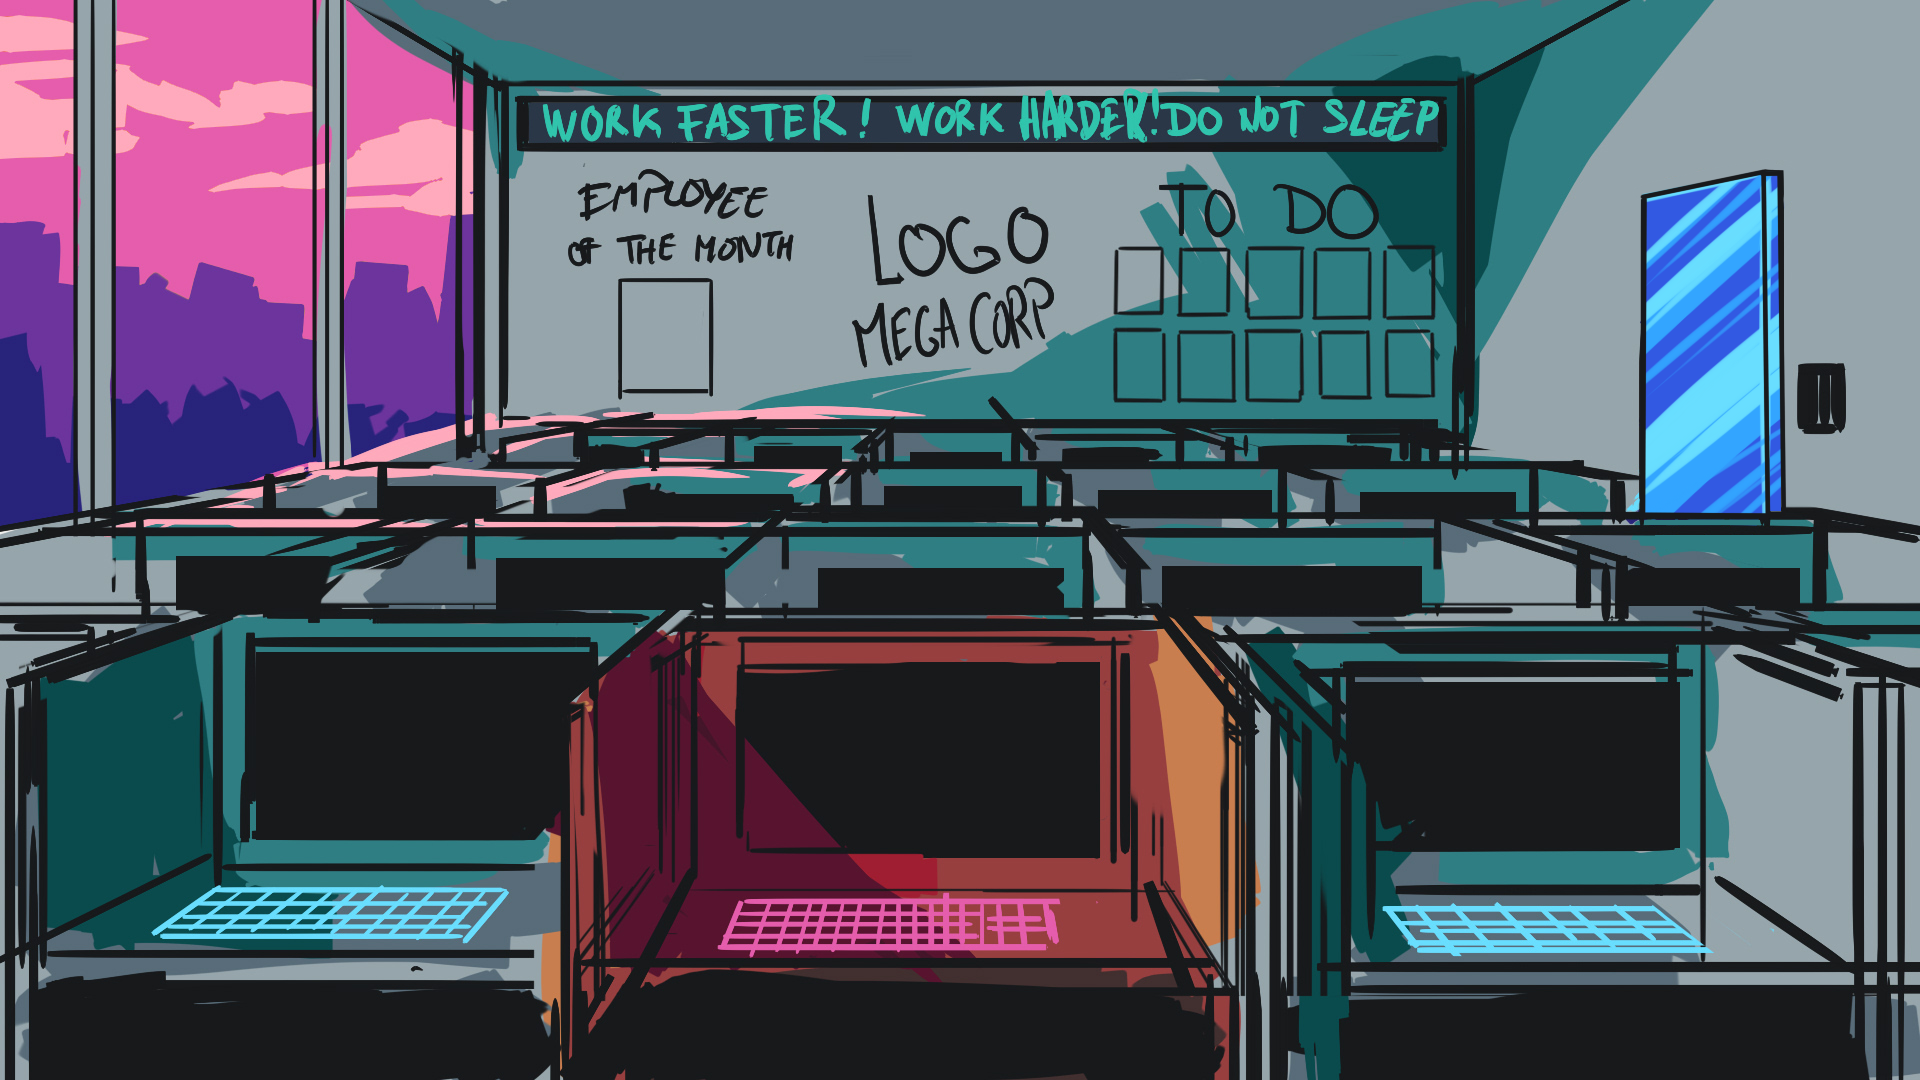 WORK FASTER! WORK HARDER! DO NOT SLEEP
EMPLOYEE
OF THE MONTH
LOGO
MEGA CORP
TO DO